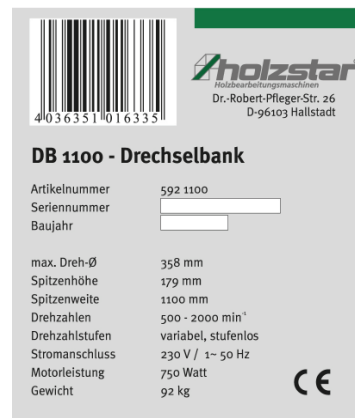 holzstar
Holzbearbeitungsmaschinen
Dr.-Robert-Pfleger-Str. 26
D-96103 Hallstadt
4 036351 016335
DB 1100 - Drechselbank
Artikelnummer 592 1100
Seriennummer
Baujahr
max. Dreh-Ø 358 mm
Spitzenhöhe 179 mm
Spitzenweite 1100 mm
Drehzahlen 500 - 2000 min⁻¹
Drehzahlstufen variabel, stufenlos
Stromanschluss 230 V / 1~ 50 Hz
Motorleistung 750 Watt
Gewicht 92 kg
CE